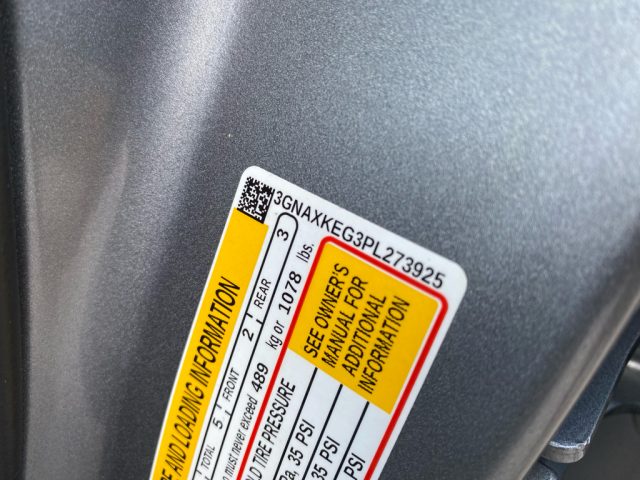 3GNAXKEG3PL273925
AND LOADING INFORMATION
TOTAL 5 FRONT 2 REAR 3
must never exceed 489 kg or 1078 lbs.
TIRE PRESSURE
SEE OWNER'S
MANUAL FOR
ADDITIONAL
INFORMATION
35 PSI
35 PSI
PSI